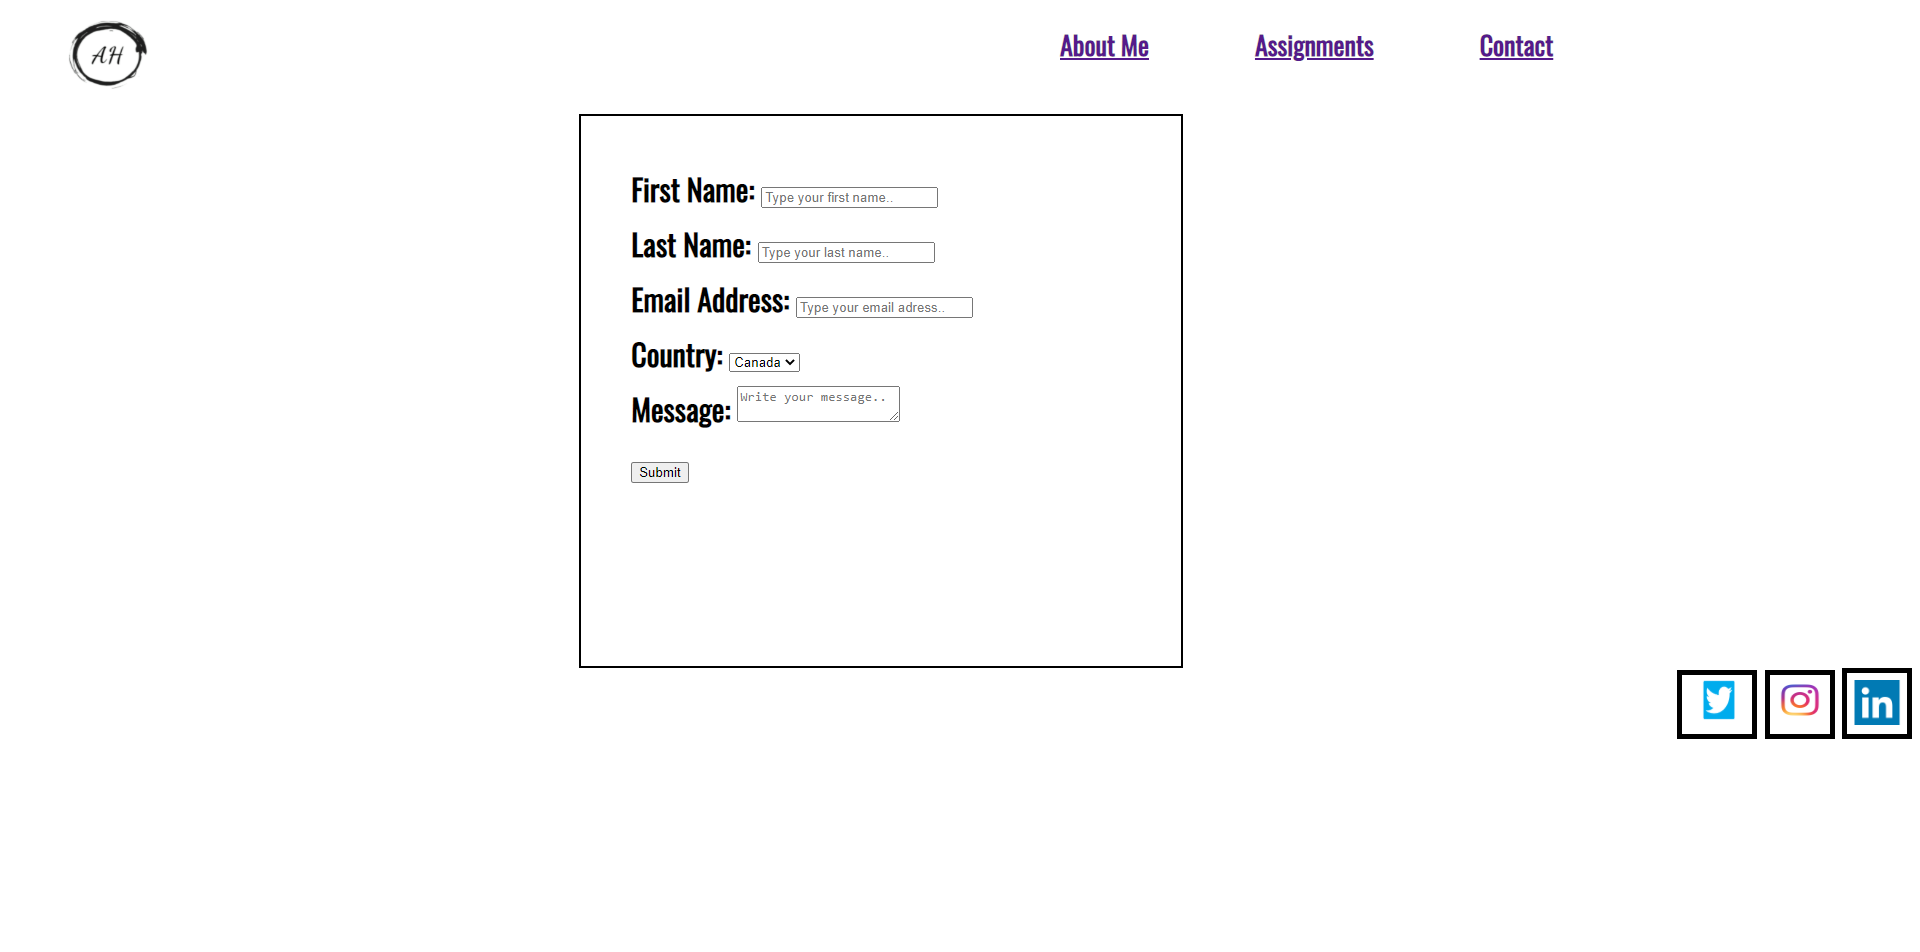 AH
About Me
Assignments
Contact
First Name: Type your first name..
Last Name: Type your last name..
Email Address: Type your email adress..
Country: Canada
Message: Write your message..
Submit
in